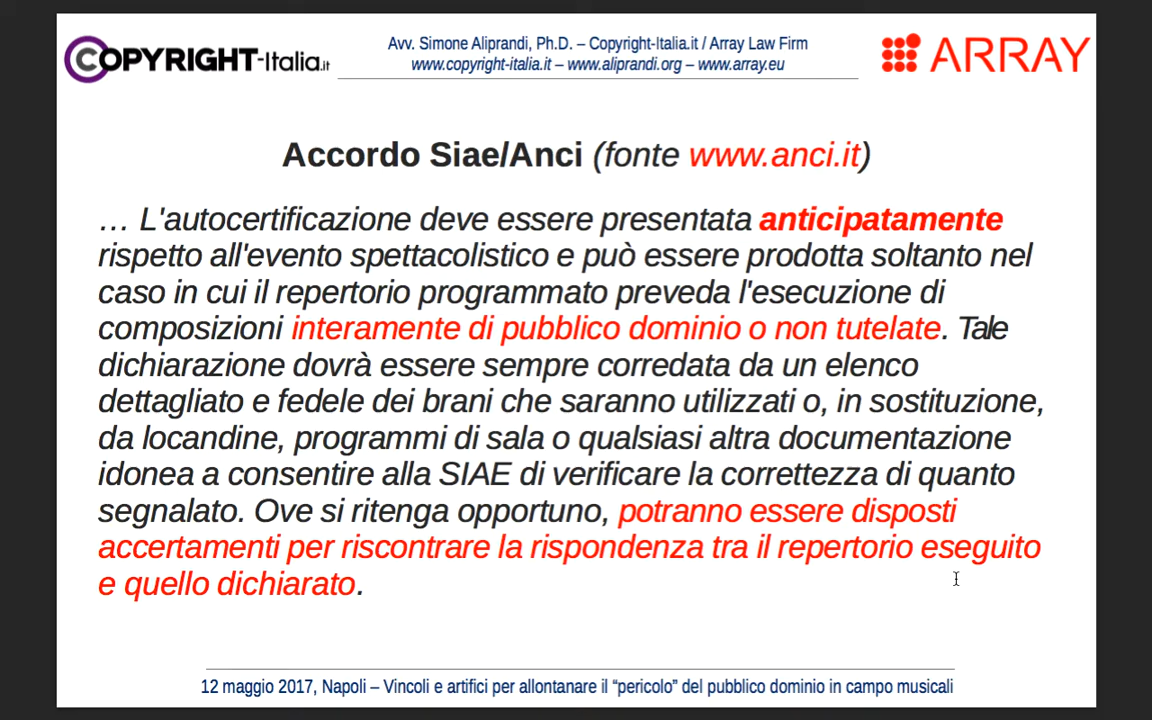 COPYRIGHT-Italia.it
Avv. Simone Aliprandi, Ph.D. – Copyright-Italia.it / Array Law Firm
www.copyright-italia.it – www.aliprandi.org – www.array.eu
ARRAY
Accordo Siae/Anci (fonte www.anci.it)
… L'autocertificazione deve essere presentata anticipatamente
rispetto all'evento spettacolistico e può essere prodotta soltanto nel
caso in cui il repertorio programmato preveda l'esecuzione di
composizioni interamente di pubblico dominio o non tutelate. Tale
dichiarazione dovrà essere sempre corredata da un elenco
dettagliato e fedele dei brani che saranno utilizzati o, in sostituzione,
da locandine, programmi di sala o qualsiasi altra documentazione
idonea a consentire alla SIAE di verificare la correttezza di quanto
segnalato. Ove si ritenga opportuno, potranno essere disposti
accertamenti per riscontrare la rispondenza tra il repertorio eseguito
e quello dichiarato.
12 maggio 2017, Napoli – Vincoli e artifici per allontanare il “pericolo” del pubblico dominio in campo musicali